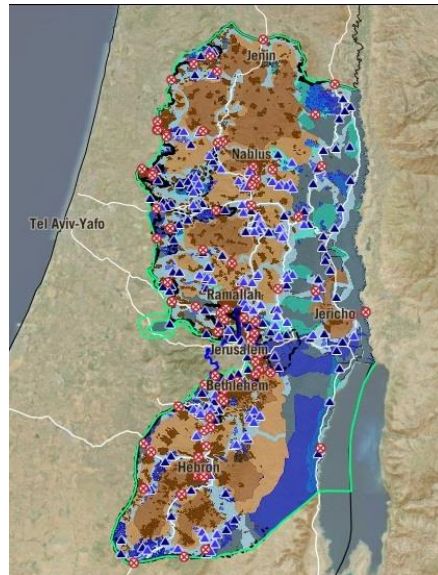 Jenin
Nablus
Tel Aviv-Yafo
Ramallah
Jericho
Jerusalem
Bethlehem
Hebron